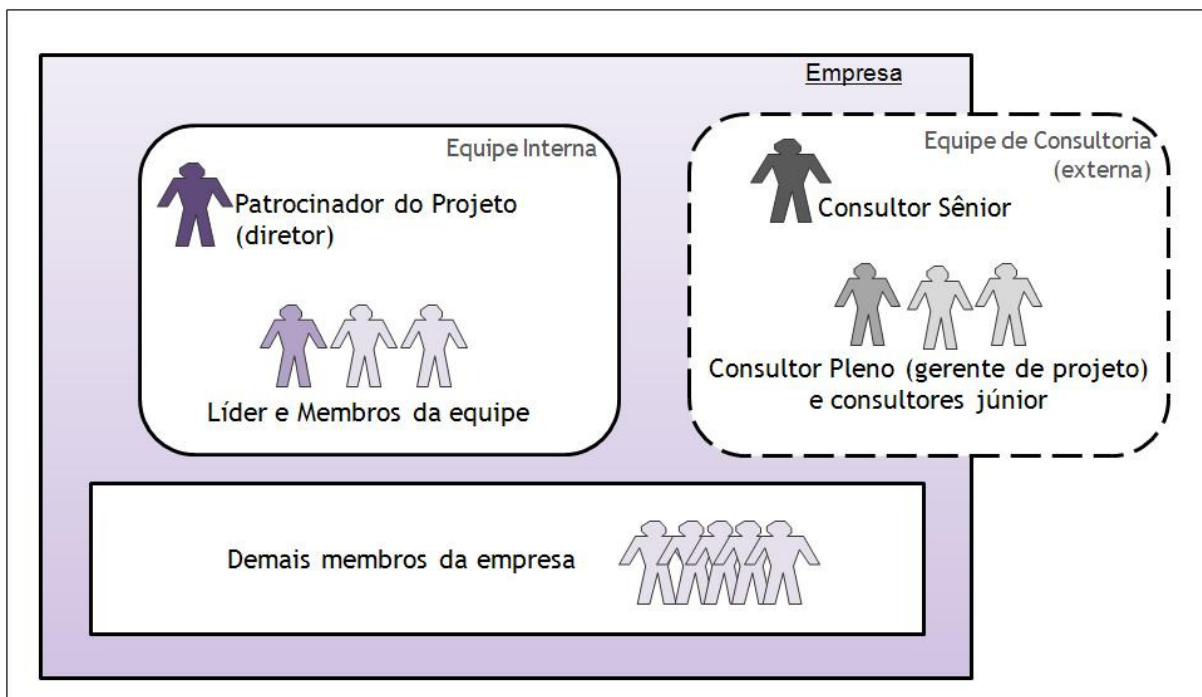 Empresa
Equipe Interna
Patrocinador do Projeto
(diretor)
Líder e Membros da equipe
Equipe de Consultoria
(externa)
Consultor Sênior
Consultor Pleno (gerente de projeto)
e consultores júnior
Demais membros da empresa